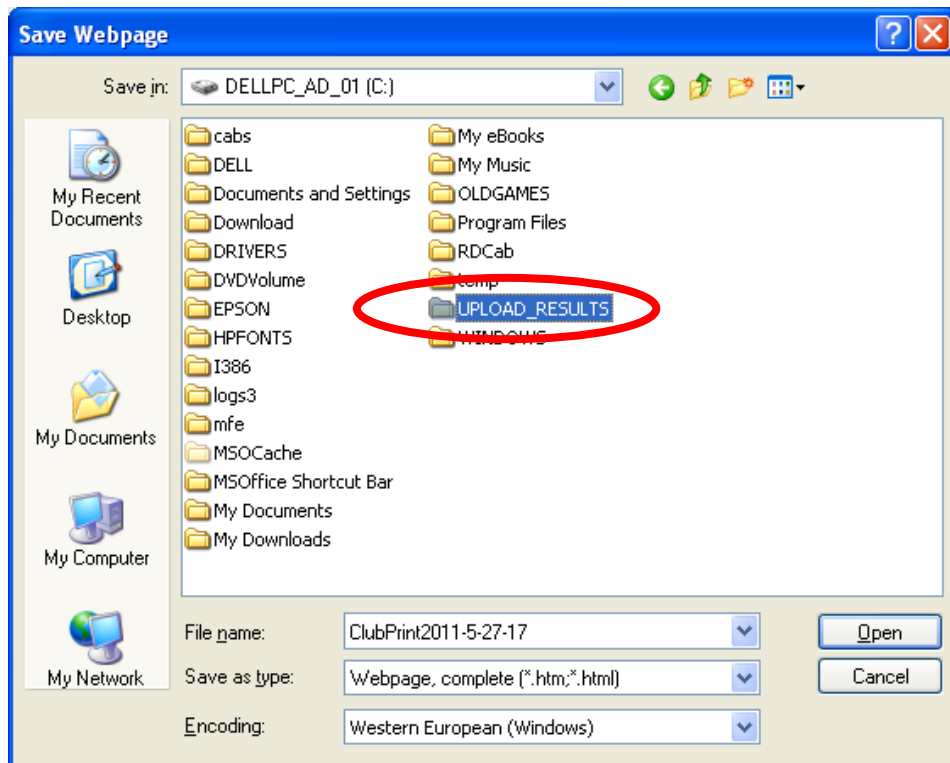 Save Webpage
Save in:
DELLPC_AD_01 (C:)
My Recent
Documents
Desktop
My Documents
My Computer
My Network
cabs
DELL
Documents and Settings
Download
DRIVERS
DVDVolume
EPSON
HPFONTS
I386
logs3
mfe
MSOCache
MSOffice Shortcut Bar
My Documents
My Downloads
My eBooks
My Music
OLDGAMES
Program Files
RDCab
temp
UPLOAD_RESULTS
WINDOWS
File name:
ClubPrint2011-5-27-17
Open
Save as type:
Webpage, complete (*.htm;*.html)
Cancel
Encoding:
Western European (Windows)